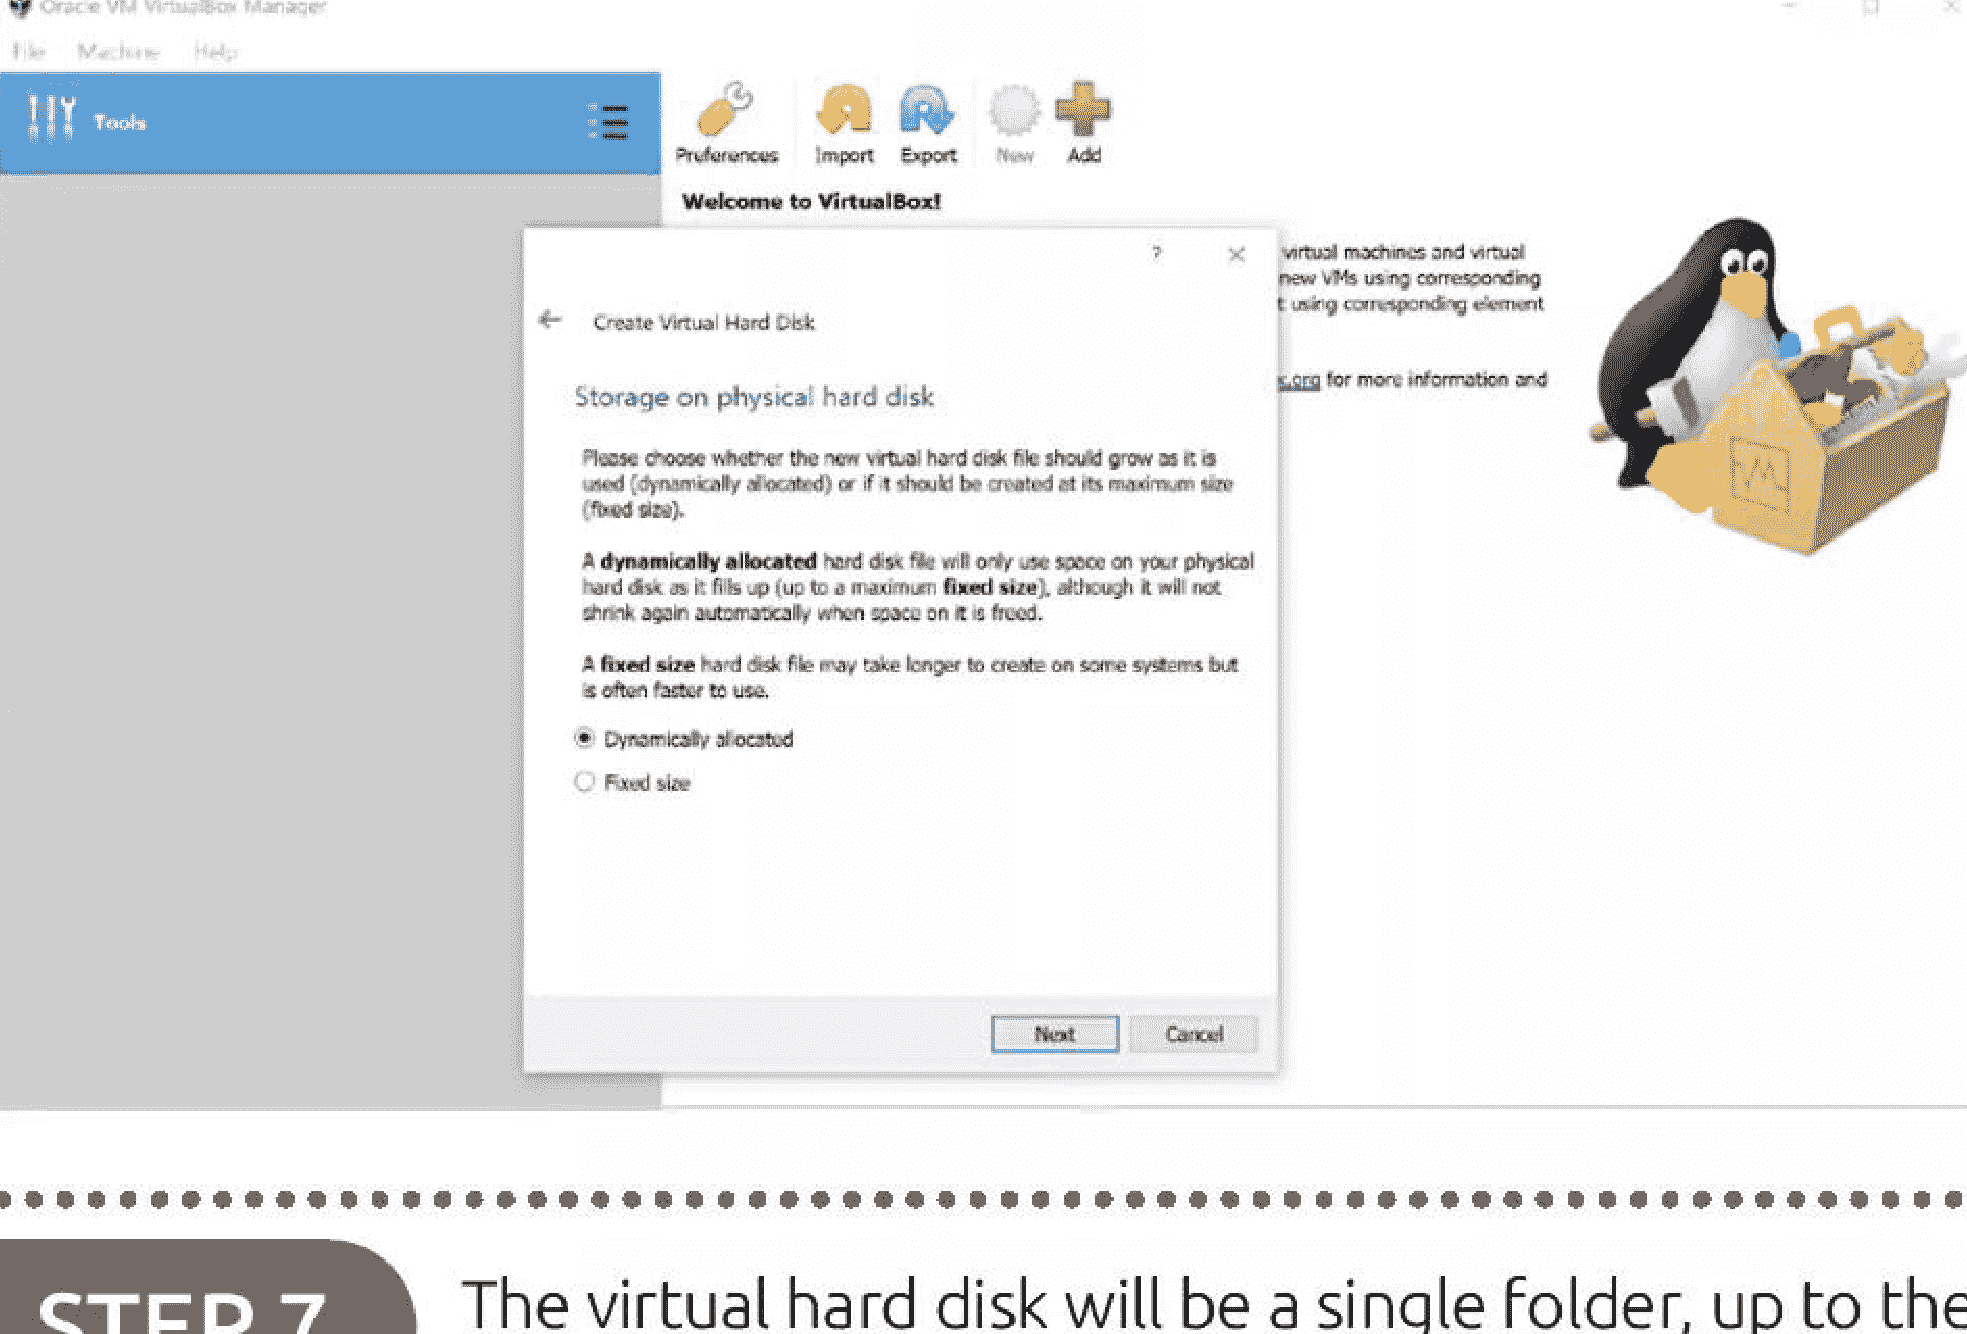 Oracle VM VirtualBox Manager
File Machine Help
Tools
Preferences Import Export New Add
Welcome to VirtualBox!
virtual machines and virtual
new VMs using corresponding
t using corresponding element
x.org for more information and
?
Create Virtual Hard Disk
Storage on physical hard disk
Please choose whether the new virtual hard disk file should grow as it is
used (dynamically allocated) or if it should be created at its maximum size
(fixed size).
A dynamically allocated hard disk file will only use space on your physical
hard disk as it fills up (up to a maximum fixed size), although it will not
shrink again automatically when space on it is freed.
A fixed size hard disk file may take longer to create on some systems but
is often faster to use.
Dynamically allocated
Fixed size
Next Cancel
STEP 7
The virtual hard disk will be a single folder, up to the